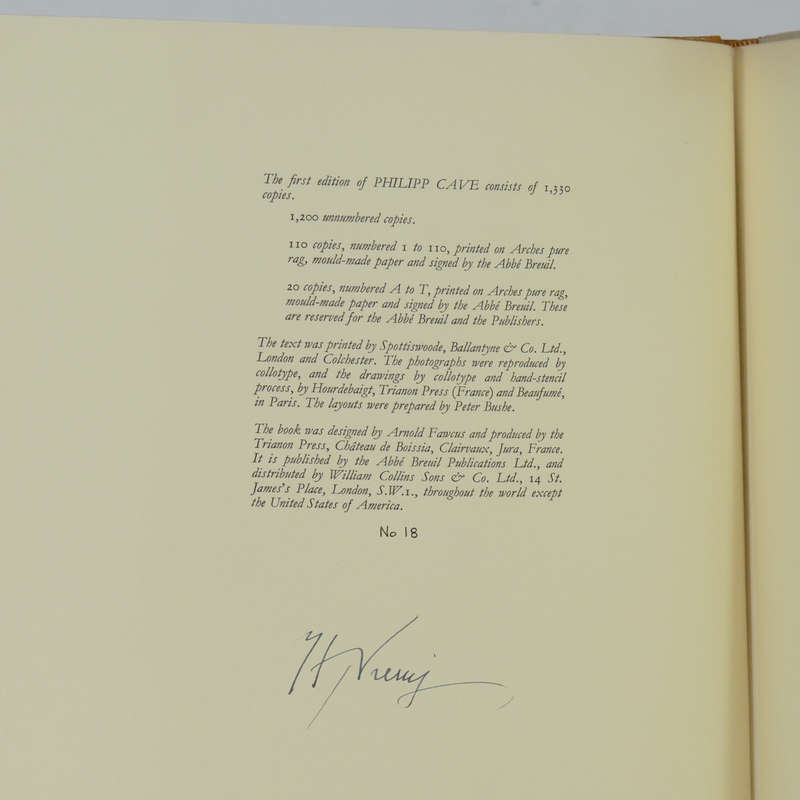 The first edition of PHILIPP CAVE consists of 1,330
copies.
1,200 unnumbered copies.
110 copies, numbered 1 to 110, printed on Arches pure
rag, mould-made paper and signed by the Abbé Breuil.
20 copies, numbered A to T, printed on Arches pure rag,
mould-made paper and signed by the Abbé Breuil. These
are reserved for the Abbé Breuil and the Publishers.
The text was printed by Spottiswoode, Ballantyne & Co. Ltd.,
London and Colchester. The photographs were reproduced by
collotype, and the drawings by collotype and hand-stencil
process, by Hourdebaigt, Trianon Press (France) and Beaufumé,
in Paris. The layouts were prepared by Peter Bushe.
The book was designed by Arnold Fawcus and produced by the
Trianon Press, Château de Boissia, Clairvaux, Jura, France.
It is published by the Abbé Breuil Publications Ltd., and
distributed by William Collins Sons & Co. Ltd., 14 St.
James's Place, London, S.W.1., throughout the world except
the United States of America.
No 18